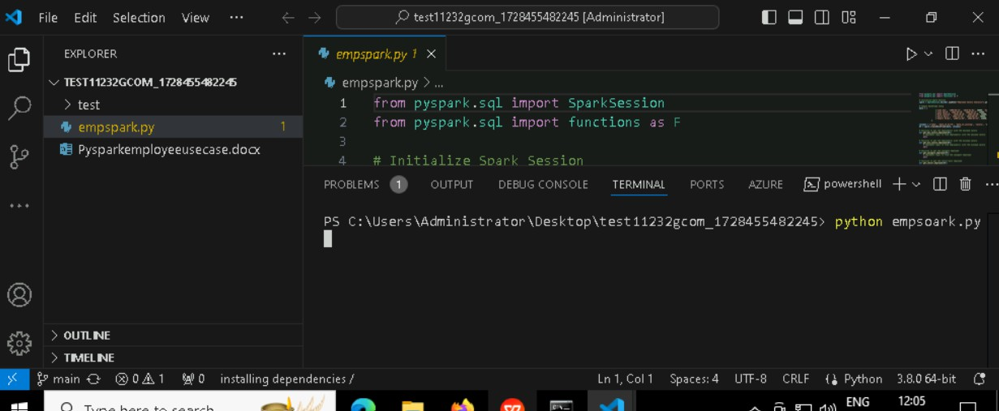 File Edit Selection View ··· test11232gcom_1728455482245 [Administrator]
EXPLORER ···
TEST11232GCOM_1728455482245
test
empspark.py 1
Pysparkemployeeusecase.docx
OUTLINE
TIMELINE
empspark.py 1
empspark.py > ...
1 from pyspark.sql import SparkSession
2 from pyspark.sql import functions as F
3
4 # Initialize Spark Session
PROBLEMS 1 OUTPUT DEBUG CONSOLE TERMINAL PORTS AZURE powershell
PS C:\Users\Administrator\Desktop\test11232gcom_1728455482245> python empsoark.py
main 0 1 0 installing dependencies / Ln 1, Col 1 Spaces: 4 UTF-8 CRLF Python 3.8.0 64-bit
Type here to search ENG 12:05